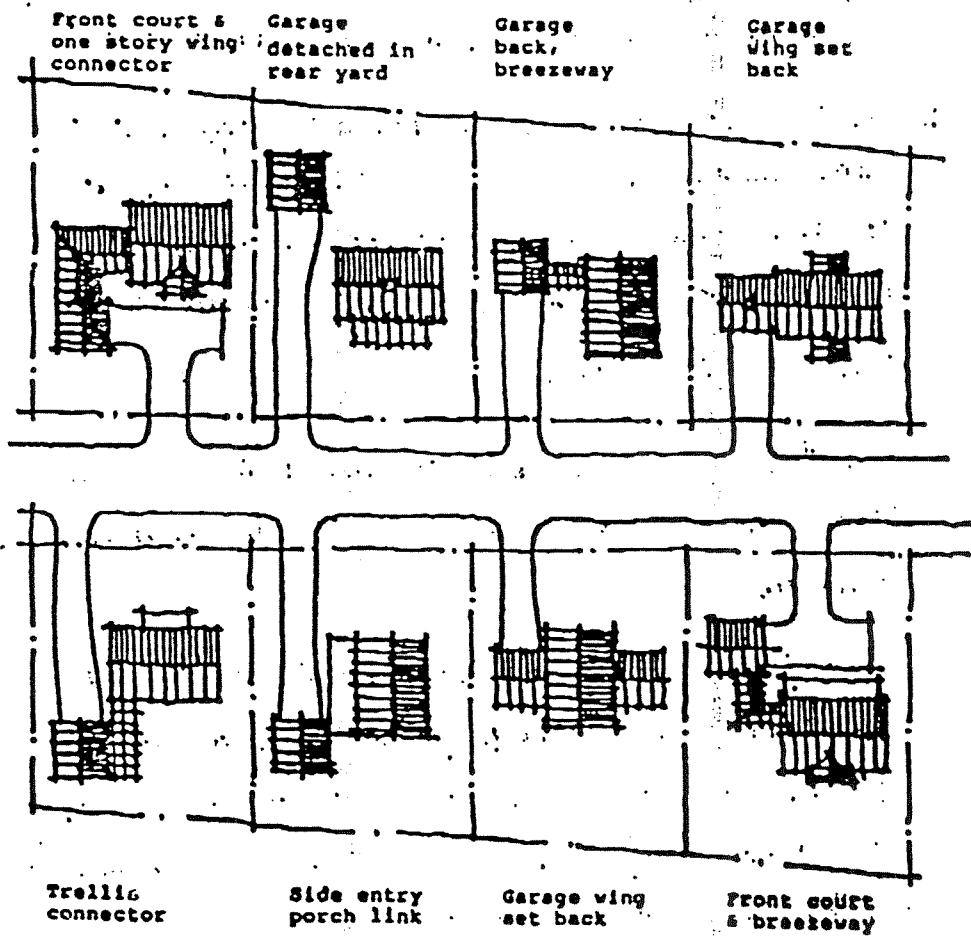 Front court &
one story wing
connector
Garage
detached in
rear yard
Garage
back,
breezeway
Garage
wing set
back
Trellis
connector
Side entry
porch link
Garage wing
set back
Front court
& breezeway